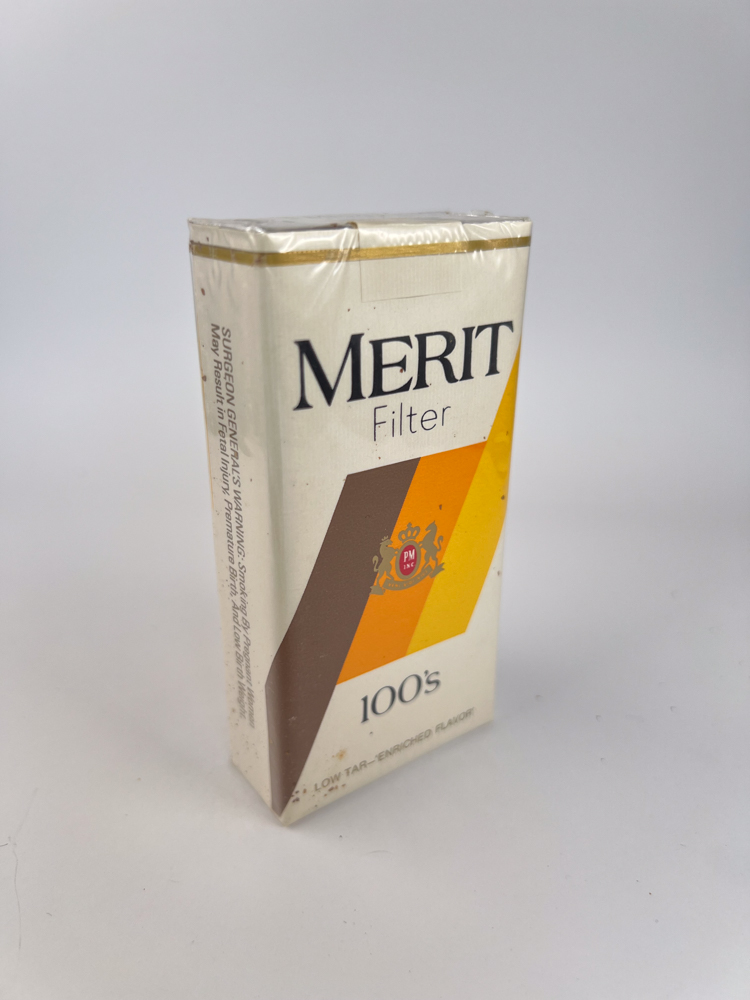 MERIT
Filter
PM
INC
100's
LOW TAR—'ENRICHED FLAVOR'
SURGEON GENERAL'S WARNING: Smoking By Pregnant Women
May Result in Fetal Injury, Premature Birth, And Low Birth Weight.